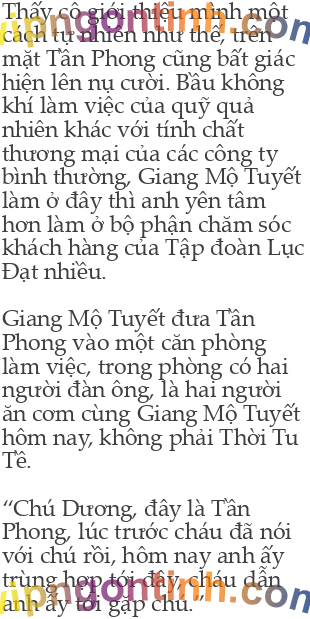 Thấy cô giới thiệu mình một
cách tự nhiên như thế, trên
mặt Tần Phong cũng bất giác
hiện lên nụ cười. Bầu không
khí làm việc của quỹ quả
nhiên khác với tính chất
thương mại của các công ty
bình thường, Giang Mộ Tuyết
làm ở đây thì anh yên tâm
hơn làm ở bộ phận chăm sóc
khách hàng của Tập đoàn Lục
Đạt nhiều.
Giang Mộ Tuyết đưa Tần
Phong vào một căn phòng
làm việc, trong phòng có hai
người đàn ông, là hai người
ăn cơm cùng Giang Mộ Tuyết
hôm nay, không phải Thời Tu
Tề.
“Chú Dương, đây là Tần
Phong, lúc trước cháu đã nói
với chú rồi, hôm nay anh ấy
trùng hợp tới đây, cháu dẫn
anh ấy tới gặp chú.”
vipngontinh.com
vipngontinh.com